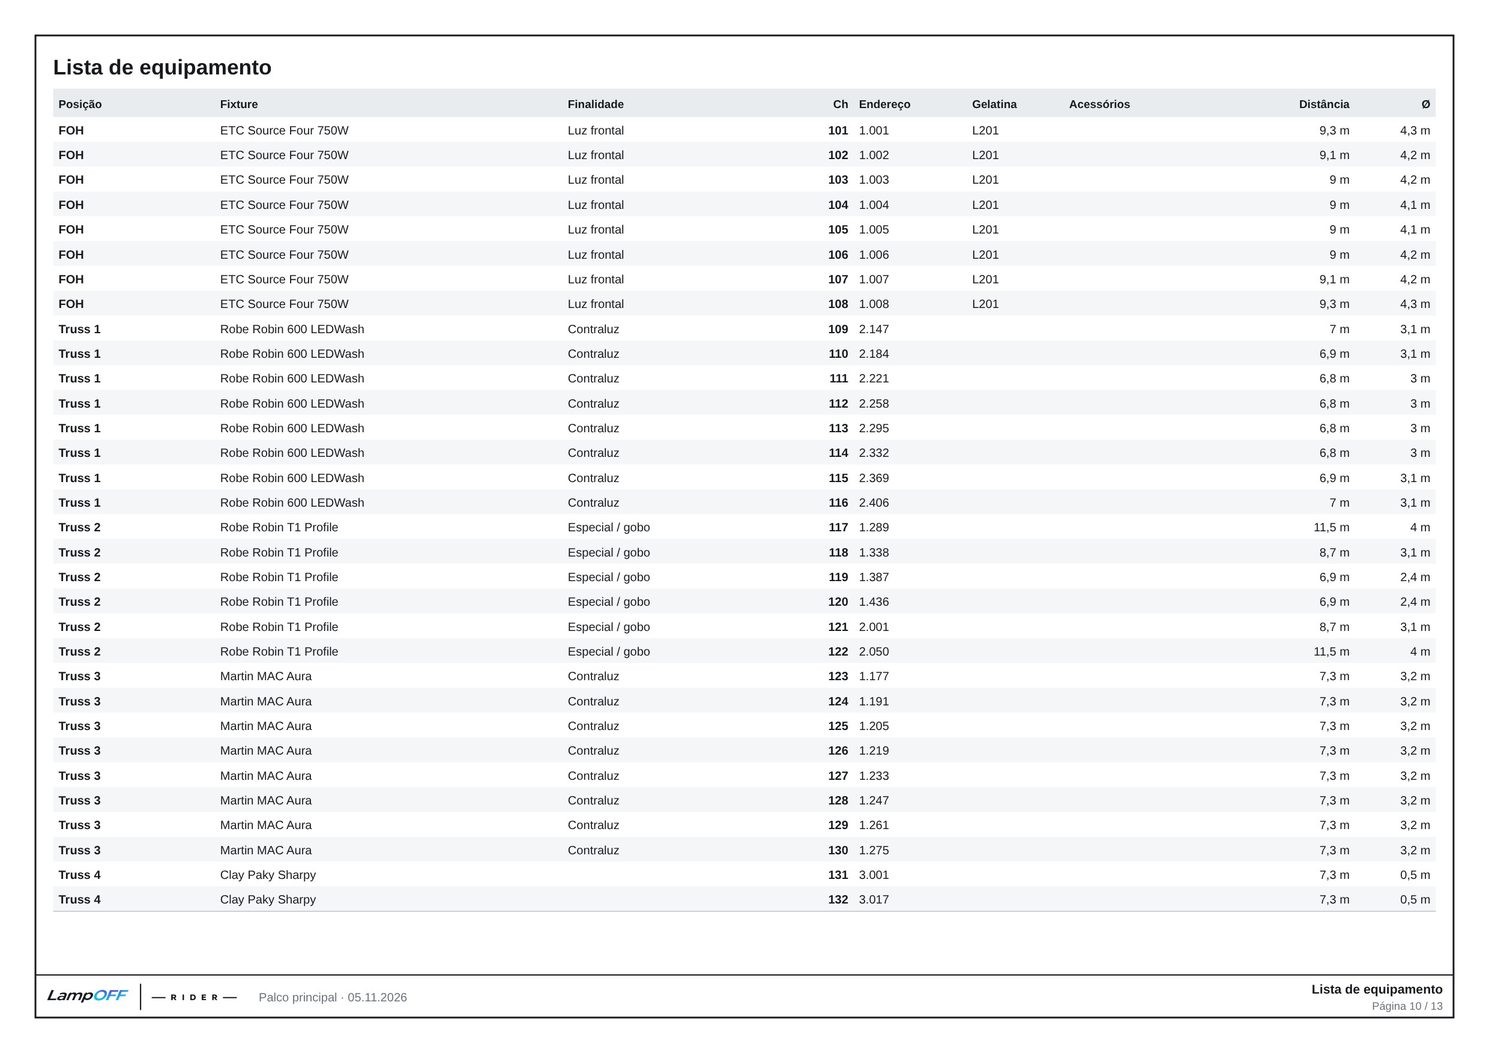 Lista de equipamento
Posição Fixture Finalidade Ch Endereço Gelatina Acessórios Distância Ø
FOH ETC Source Four 750W Luz frontal 101 1.001 L201 9,3 m 4,3 m
FOH ETC Source Four 750W Luz frontal 102 1.002 L201 9,1 m 4,2 m
FOH ETC Source Four 750W Luz frontal 103 1.003 L201 9 m 4,2 m
FOH ETC Source Four 750W Luz frontal 104 1.004 L201 9 m 4,1 m
FOH ETC Source Four 750W Luz frontal 105 1.005 L201 9 m 4,1 m
FOH ETC Source Four 750W Luz frontal 106 1.006 L201 9 m 4,2 m
FOH ETC Source Four 750W Luz frontal 107 1.007 L201 9,1 m 4,2 m
FOH ETC Source Four 750W Luz frontal 108 1.008 L201 9,3 m 4,3 m
Truss 1 Robe Robin 600 LEDWash Contraluz 109 2.147 7 m 3,1 m
Truss 1 Robe Robin 600 LEDWash Contraluz 110 2.184 6,9 m 3,1 m
Truss 1 Robe Robin 600 LEDWash Contraluz 111 2.221 6,8 m 3 m
Truss 1 Robe Robin 600 LEDWash Contraluz 112 2.258 6,8 m 3 m
Truss 1 Robe Robin 600 LEDWash Contraluz 113 2.295 6,8 m 3 m
Truss 1 Robe Robin 600 LEDWash Contraluz 114 2.332 6,8 m 3 m
Truss 1 Robe Robin 600 LEDWash Contraluz 115 2.369 6,9 m 3,1 m
Truss 1 Robe Robin 600 LEDWash Contraluz 116 2.406 7 m 3,1 m
Truss 2 Robe Robin T1 Profile Especial / gobo 117 1.289 11,5 m 4 m
Truss 2 Robe Robin T1 Profile Especial / gobo 118 1.338 8,7 m 3,1 m
Truss 2 Robe Robin T1 Profile Especial / gobo 119 1.387 6,9 m 2,4 m
Truss 2 Robe Robin T1 Profile Especial / gobo 120 1.436 6,9 m 2,4 m
Truss 2 Robe Robin T1 Profile Especial / gobo 121 2.001 8,7 m 3,1 m
Truss 2 Robe Robin T1 Profile Especial / gobo 122 2.050 11,5 m 4 m
Truss 3 Martin MAC Aura Contraluz 123 1.177 7,3 m 3,2 m
Truss 3 Martin MAC Aura Contraluz 124 1.191 7,3 m 3,2 m
Truss 3 Martin MAC Aura Contraluz 125 1.205 7,3 m 3,2 m
Truss 3 Martin MAC Aura Contraluz 126 1.219 7,3 m 3,2 m
Truss 3 Martin MAC Aura Contraluz 127 1.233 7,3 m 3,2 m
Truss 3 Martin MAC Aura Contraluz 128 1.247 7,3 m 3,2 m
Truss 3 Martin MAC Aura Contraluz 129 1.261 7,3 m 3,2 m
Truss 3 Martin MAC Aura Contraluz 130 1.275 7,3 m 3,2 m
Truss 4 Clay Paky Sharpy 131 3.001 7,3 m 0,5 m
Truss 4 Clay Paky Sharpy 132 3.017 7,3 m 0,5 m
LampOFF — RIDER — Palco principal · 05.11.2026
Lista de equipamento
Página 10 / 13